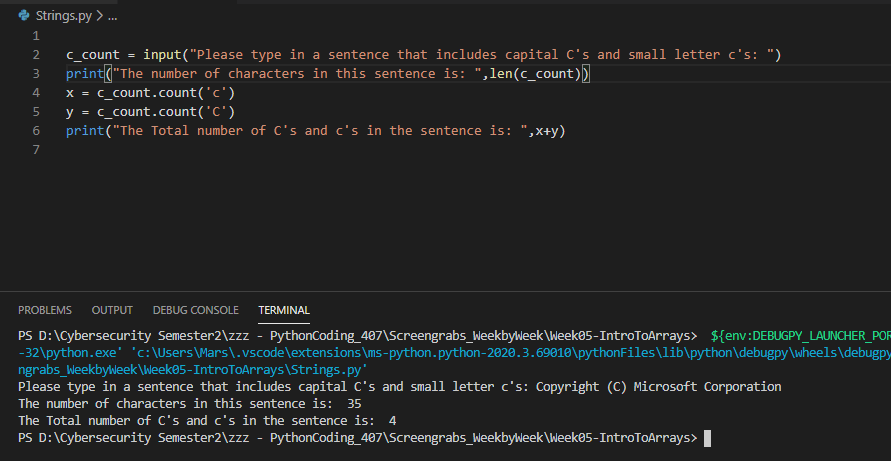 Strings.py > ...
1
2 c_count = input("Please type in a sentence that includes capital C's and small letter c's: ")
3 print("The number of characters in this sentence is: ",len(c_count))
4 x = c_count.count('c')
5 y = c_count.count('C')
6 print("The Total number of C's and c's in the sentence is: ",x+y)
7
PROBLEMS OUTPUT DEBUG CONSOLE TERMINAL
PS D:\Cybersecurity Semester2\zzz - PythonCoding_407\Screengrabs_WeekbyWeek\Week05-IntroToArrays> ${env:DEBUGPY_LAUNCHER_POR
-32\python.exe' 'c:\Users\Mars\.vscode\extensions\ms-python.python-2020.3.69010\pythonFiles\lib\python\debugpy\wheels\debugpy
ngrabs_WeekbyWeek\Week05-IntroToArrays\Strings.py'
Please type in a sentence that includes capital C's and small letter c's: Copyright (C) Microsoft Corporation
The number of characters in this sentence is:  35
The Total number of C's and c's in the sentence is:  4
PS D:\Cybersecurity Semester2\zzz - PythonCoding_407\Screengrabs_WeekbyWeek\Week05-IntroToArrays>